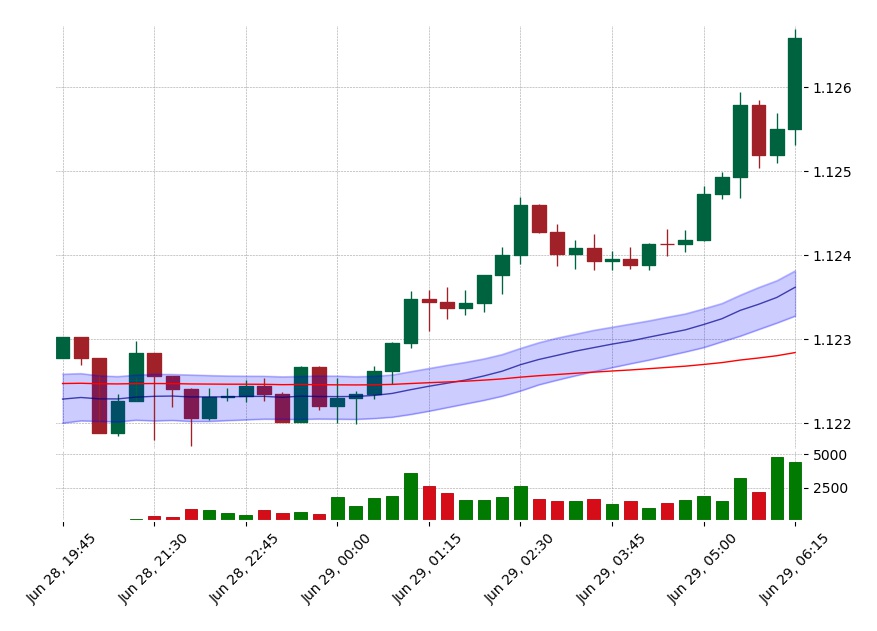 1.126
1.125
1.124
1.123
1.122
5000
2500
Jun 28, 19:45
Jun 28, 21:30
Jun 28, 22:45
Jun 29, 00:00
Jun 29, 01:15
Jun 29, 02:30
Jun 29, 03:45
Jun 29, 05:00
Jun 29, 06:15